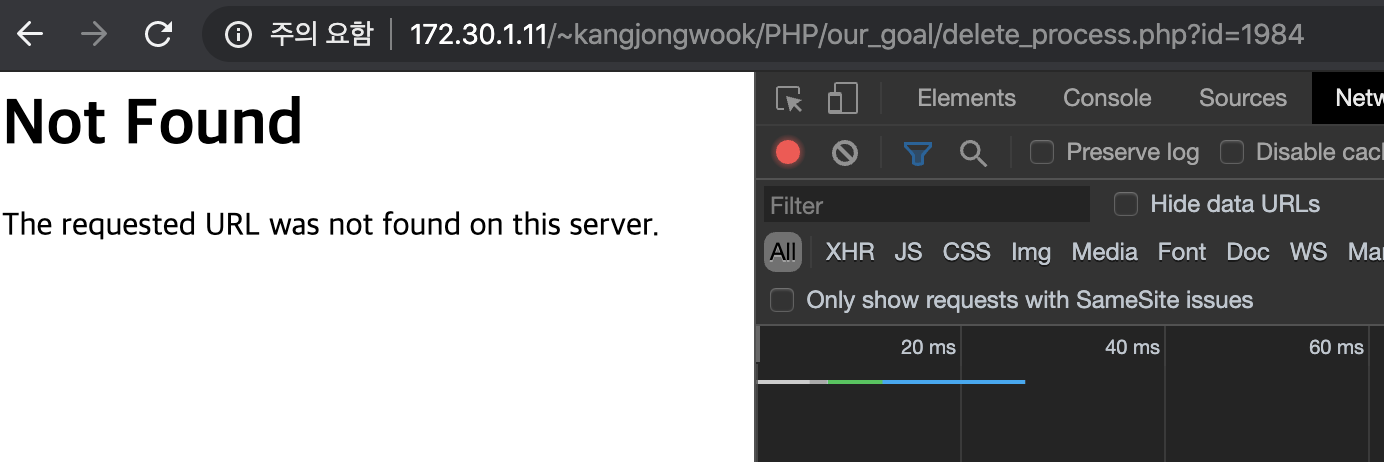 주의 요함 172.30.1.11/~kangjongwook/PHP/our_goal/delete_process.php?id=1984
Not Found
The requested URL was not found on this server.
Elements Console Sources
Preserve log Disable
Filter Hide data URLs
All XHR JS CSS Img Media Font Doc WS
Only show requests with SameSite issues
20 ms 40 ms 60 ms